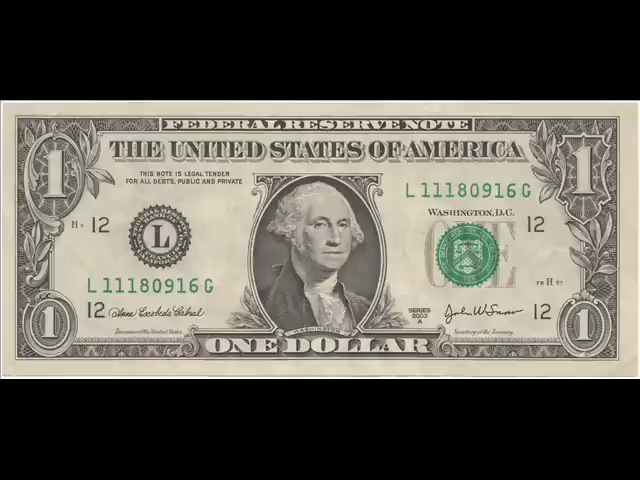 FEDERAL RESERVE NOTE
THE UNITED STATES OF AMERICA
1
1
THIS NOTE IS LEGAL TENDER
FOR ALL DEBTS, PUBLIC AND PRIVATE
L 11180916 G
WASHINGTON, D.C.
H
12
12
L
ONE
L 11180916 G
FW H
12
SERIES
2003
A
12
Treasurer of the United States.
Secretary of the Treasury.
1
WASHINGTON
1
ONE DOLLAR